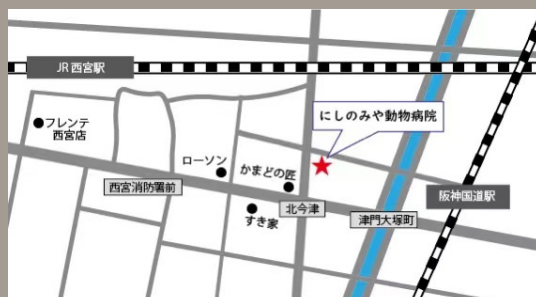 JR 西宮駅
にしのみや動物病院
フレンテ
西宮店
ローソン
かまどの匠
西宮消防署前
すき家
北今津
津門大塚町
阪神国道駅